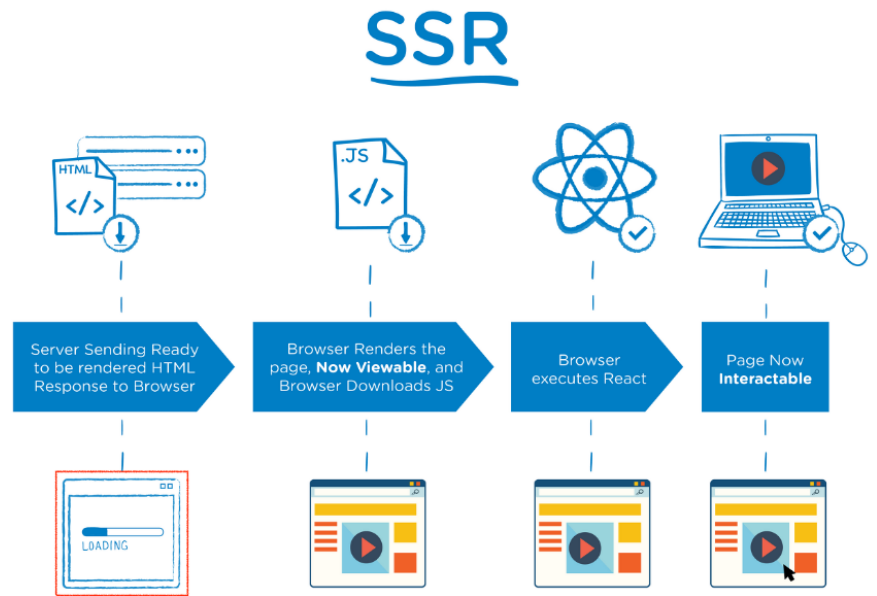 SSR
HTML
</>
.JS
</>
Server Sending Ready
to be rendered HTML
Response to Browser
Browser Renders the
page, Now Viewable, and
Browser Downloads JS
Browser
executes React
Page Now
Interactable
LOADING